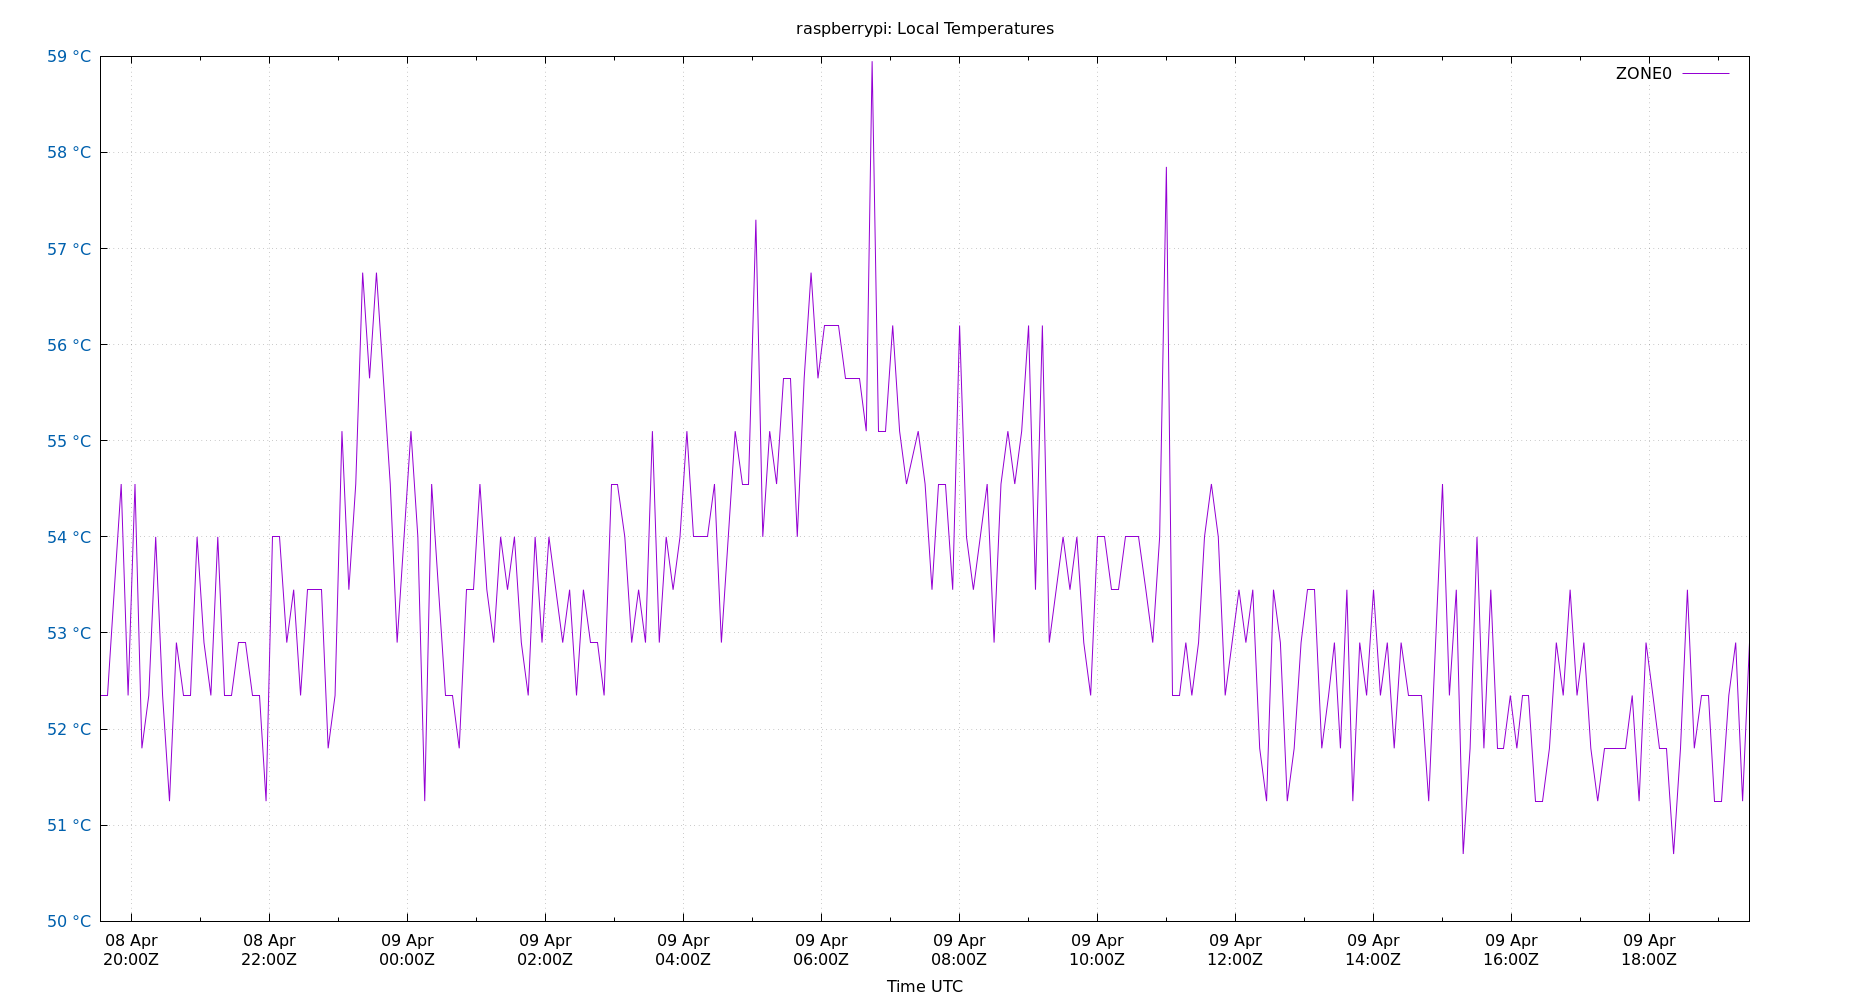 raspberrypi: Local Temperatures
59 °C
ZONE0
58 °C
57 °C
56 °C
55 °C
54 °C
53 °C
52 °C
51 °C
50 °C
08 Apr 08 Apr 09 Apr 09 Apr 09 Apr 09 Apr 09 Apr 09 Apr 09 Apr 09 Apr 09 Apr 09 Apr
20:00Z 22:00Z 00:00Z 02:00Z 04:00Z 06:00Z 08:00Z 10:00Z 12:00Z 14:00Z 16:00Z 18:00Z
Time UTC